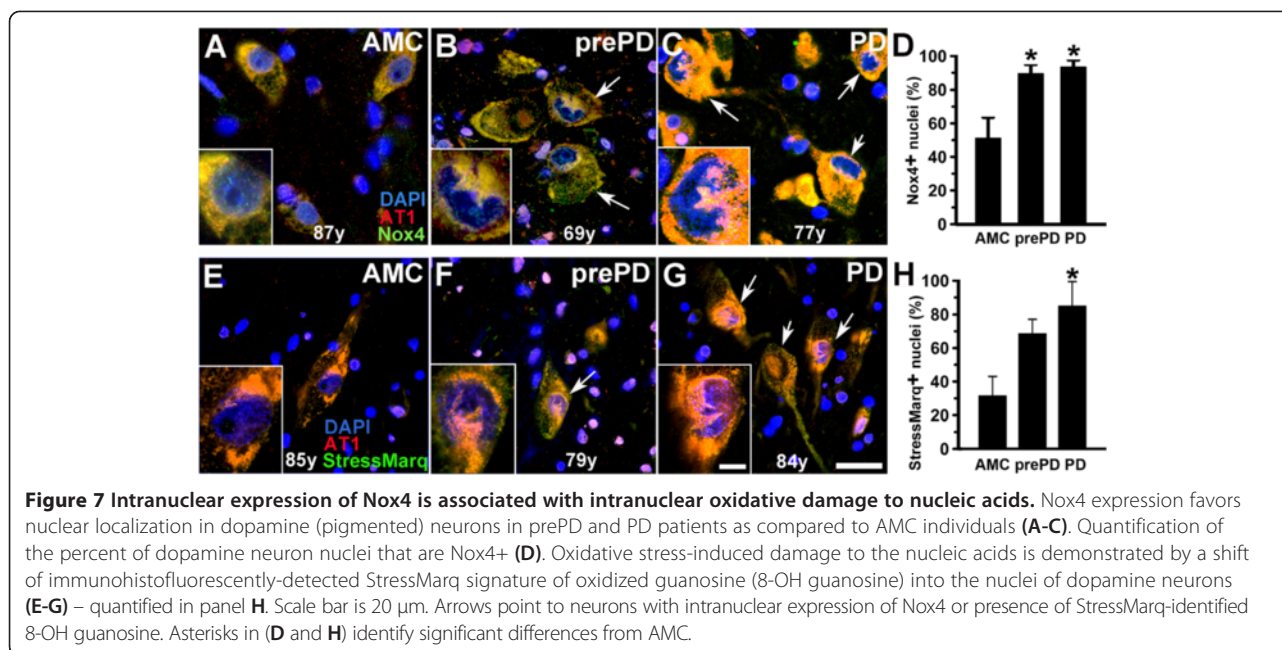 A AMC
DAPI
AT1
Nox4
87y
B prePD
69y
C PD
77y
D
Nox4+ nuclei (%)
100
80
60
40
20
0
* *
AMC prePD PD
E AMC
DAPI
AT1
StressMarq
85y
F prePD
79y
G PD
84y
H
StressMarq+ nuclei (%)
100
80
60
40
20
0
*
AMC prePD PD
Figure 7 Intranuclear expression of Nox4 is associated with intranuclear oxidative damage to nucleic acids. Nox4 expression favors
nuclear localization in dopamine (pigmented) neurons in prePD and PD patients as compared to AMC individuals (A-C). Quantification of
the percent of dopamine neuron nuclei that are Nox4+ (D). Oxidative stress-induced damage to the nucleic acids is demonstrated by a shift
of immunohistofluorescently-detected StressMarq signature of oxidized guanosine (8-OH guanosine) into the nuclei of dopamine neurons
(E-G) – quantified in panel H. Scale bar is 20 μm. Arrows point to neurons with intranuclear expression of Nox4 or presence of StressMarq-identified
8-OH guanosine. Asterisks in (D and H) identify significant differences from AMC.